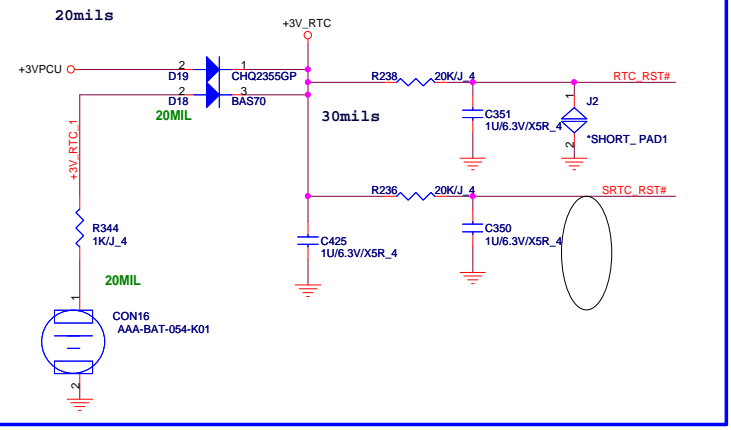 20mils
+3V_RTC
+3VPCU
2
1
D19
CHQ2355GP
2
3
D18
BAS70
20MIL
30mils
R238
20K/J_4
RTC_RST#
1
J2
C351
1U/6.3V/X5R_4
*SHORT_ PAD1
2
+3V_RTC_1
R236
20K/J_4
SRTC_RST#
R344
1K/J_4
C425
1U/6.3V/X5R_4
C350
1U/6.3V/X5R_4
20MIL
1
CON16
AAA-BAT-054-K01
2